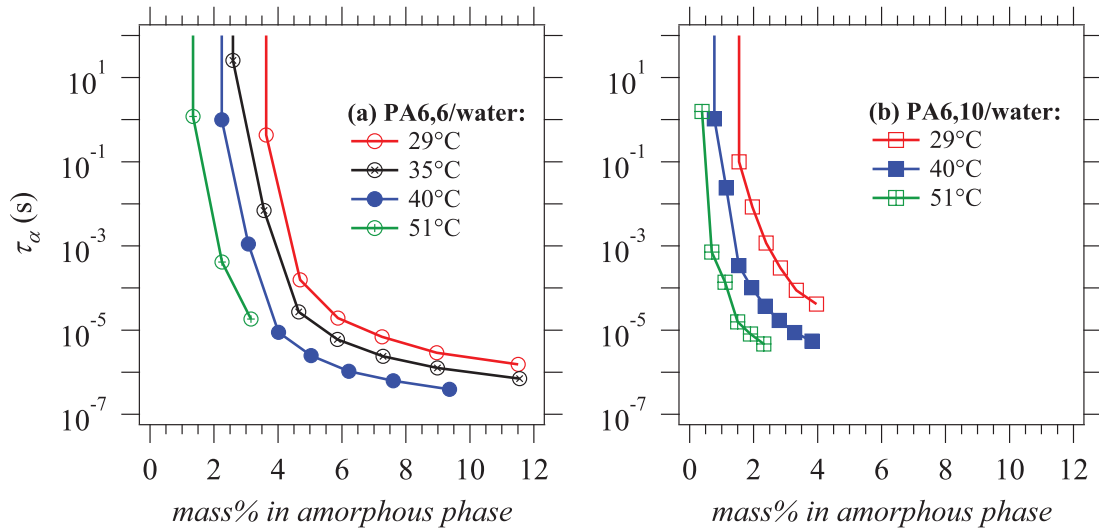 τα (s)
10^1
10^-1
10^-3
10^-5
10^-7
(a) PA6,6/water:
29°C
35°C
40°C
51°C
0 2 4 6 8 10 12
mass% in amorphous phase
10^1
10^-1
10^-3
10^-5
10^-7
(b) PA6,10/water:
29°C
40°C
51°C
0 2 4 6 8 10 12
mass% in amorphous phase